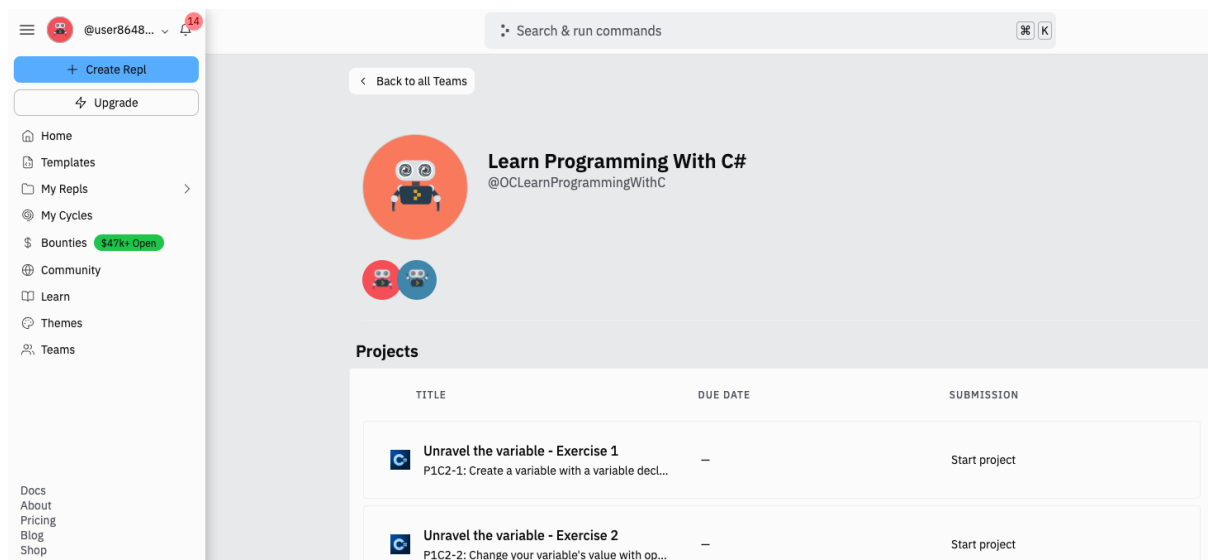 @user8648...
14
Search & run commands
⌘ K
+ Create Repl
Upgrade
Home
Templates
My Repls
My Cycles
$ Bounties $47k+ Open
Community
Learn
Themes
Teams
Docs
About
Pricing
Blog
Shop
Back to all Teams
Learn Programming With C#
@OCLearnProgrammingWithC
Projects
TITLE DUE DATE SUBMISSION
Unravel the variable - Exercise 1
P1C2-1: Create a variable with a variable decl...
— Start project
Unravel the variable - Exercise 2
P1C2-2: Change your variable's value with op...
— Start project